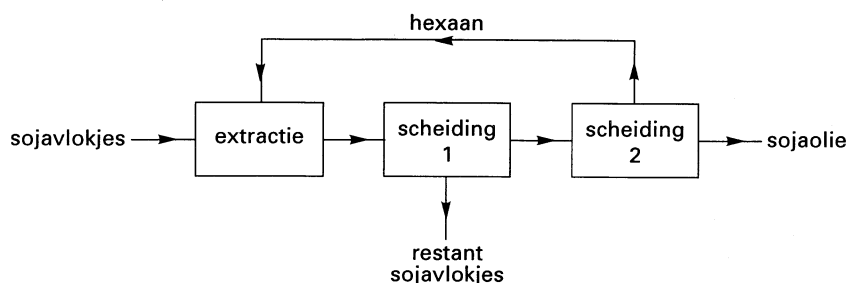 hexaan
sojavlokjes
extractie
scheiding
1
scheiding
2
sojaolie
restant
sojavlokjes